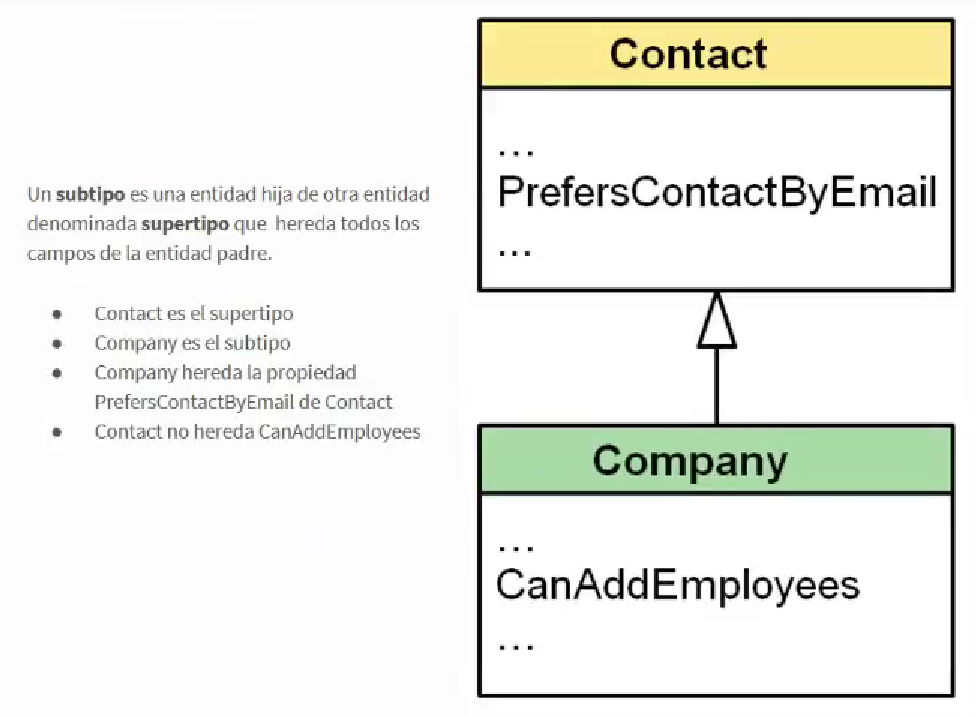 Un subtipo es una entidad hija de otra entidad
denominada supertipo que hereda todos los
campos de la entidad padre.
● Contact es el supertipo
● Company es el subtipo
● Company hereda la propiedad
PrefersContactByEmail de Contact
● Contact no hereda CanAddEmployees
Contact
...
PrefersContactByEmail
...
Company
...
CanAddEmployees
...